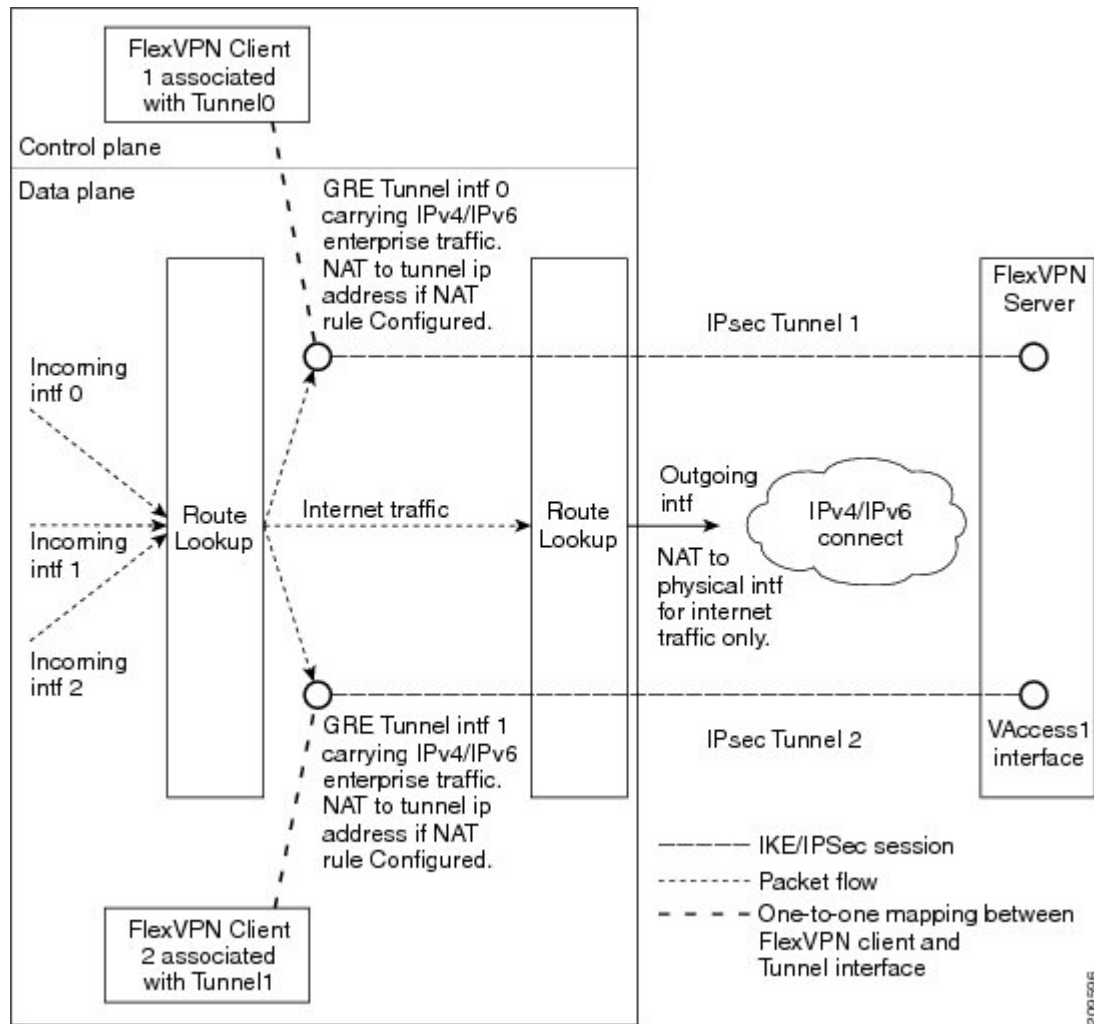 FlexVPN Client
1 associated
with Tunnel0
Control plane
Data plane
GRE Tunnel intf 0
carrying IPv4/IPv6
enterprise traffic.
NAT to tunnel ip
address if NAT
rule Configured.
FlexVPN
Server
IPsec Tunnel 1
Incoming
intf 0
Route
Lookup
Internet traffic
Route
Lookup
Outgoing
intf
IPv4/IPv6
connect
Incoming
intf 1
NAT to
physical intf
for internet
traffic only.
Incoming
intf 2
GRE Tunnel intf 1
carrying IPv4/IPv6
enterprise traffic.
NAT to tunnel ip
address if NAT
rule Configured.
IPsec Tunnel 2
VAccess1
interface
IKE/IPSec session
Packet flow
One-to-one mapping between
FlexVPN client and
Tunnel interface
FlexVPN Client
2 associated
with Tunnel1